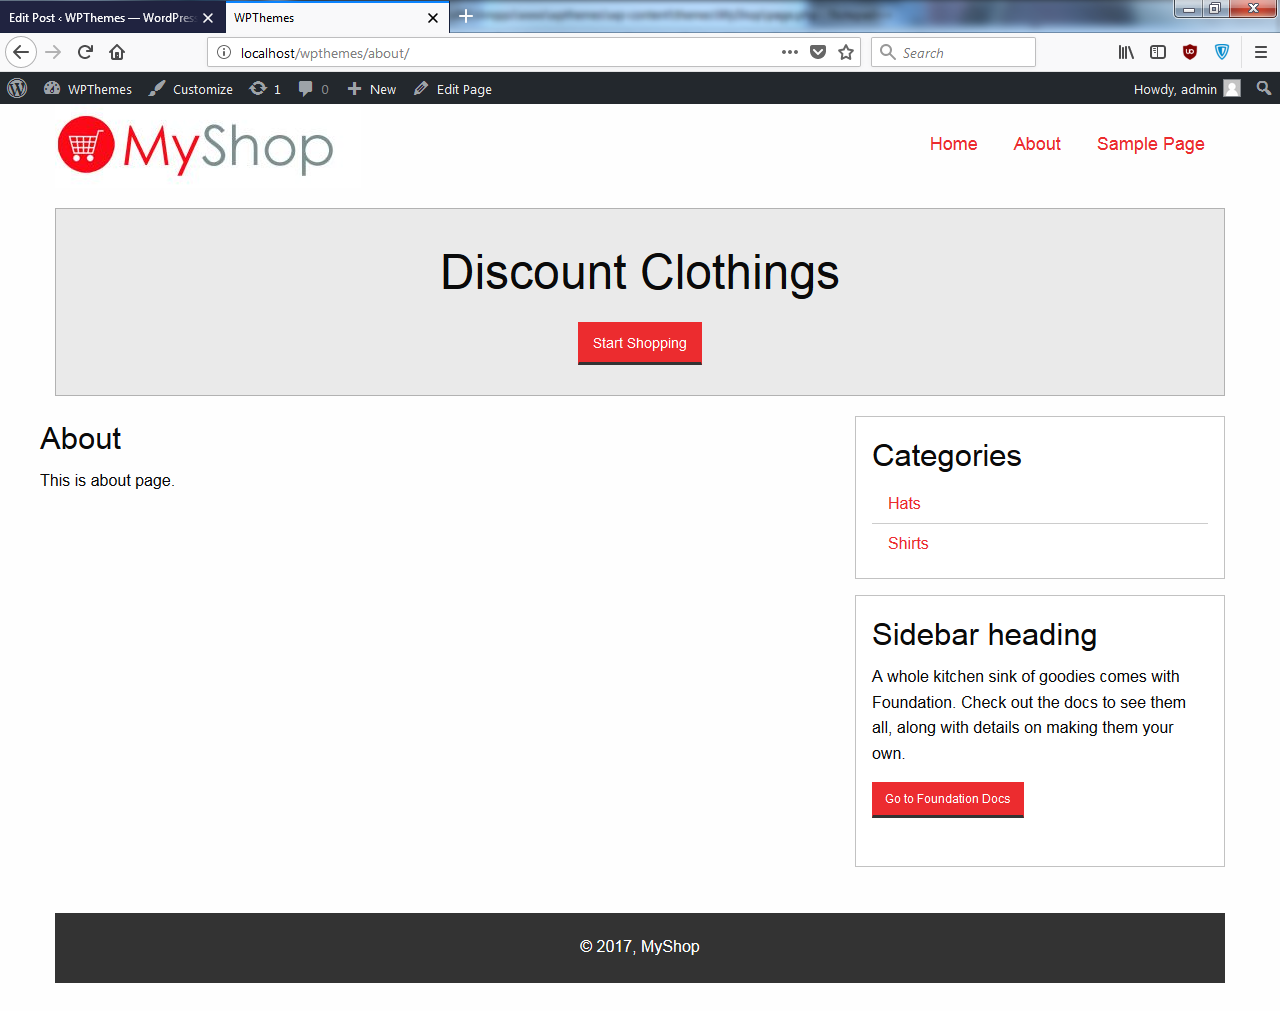 Edit Post ‹ WPThemes — WordPres
WPThemes
localhost/wpthemes/about/
Search
WPThemes
Customize
1
0
New
Edit Page
Howdy, admin
MyShop
Home
About
Sample Page
Discount Clothings
Start Shopping
About
This is about page.
Categories
Hats
Shirts
Sidebar heading
A whole kitchen sink of goodies comes with
Foundation. Check out the docs to see them
all, along with details on making them your
own.
Go to Foundation Docs
© 2017, MyShop